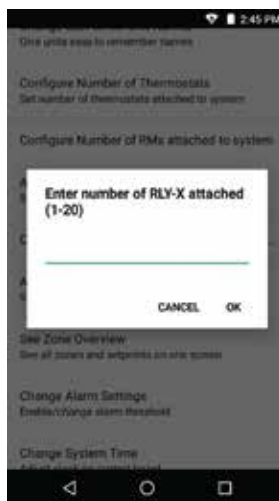 2:45 PM
Give units easy to remember names
Configure Number of Thermostats
Set number of thermostats attached to system
Configure Number of RMs attached to system
Enter number of RLY-X attached
(1-20)
CANCEL OK
See Zone Overview
See all zones and setpoints on one screen
Change Alarm Settings
Enable/change alarm threshold
Change System Time